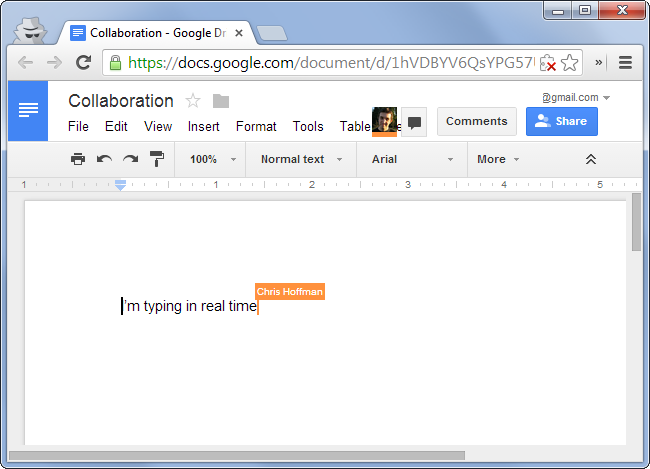 Collaboration - Google Dr
https://docs.google.com/document/d/1hVDBYV6QsYPG57
»
Collaboration
@gmail.com
File Edit View Insert Format Tools Table
Comments
Share
100% Normal text Arial More
1 1 2 3 4 5
Chris Hoffman
I'm typing in real time